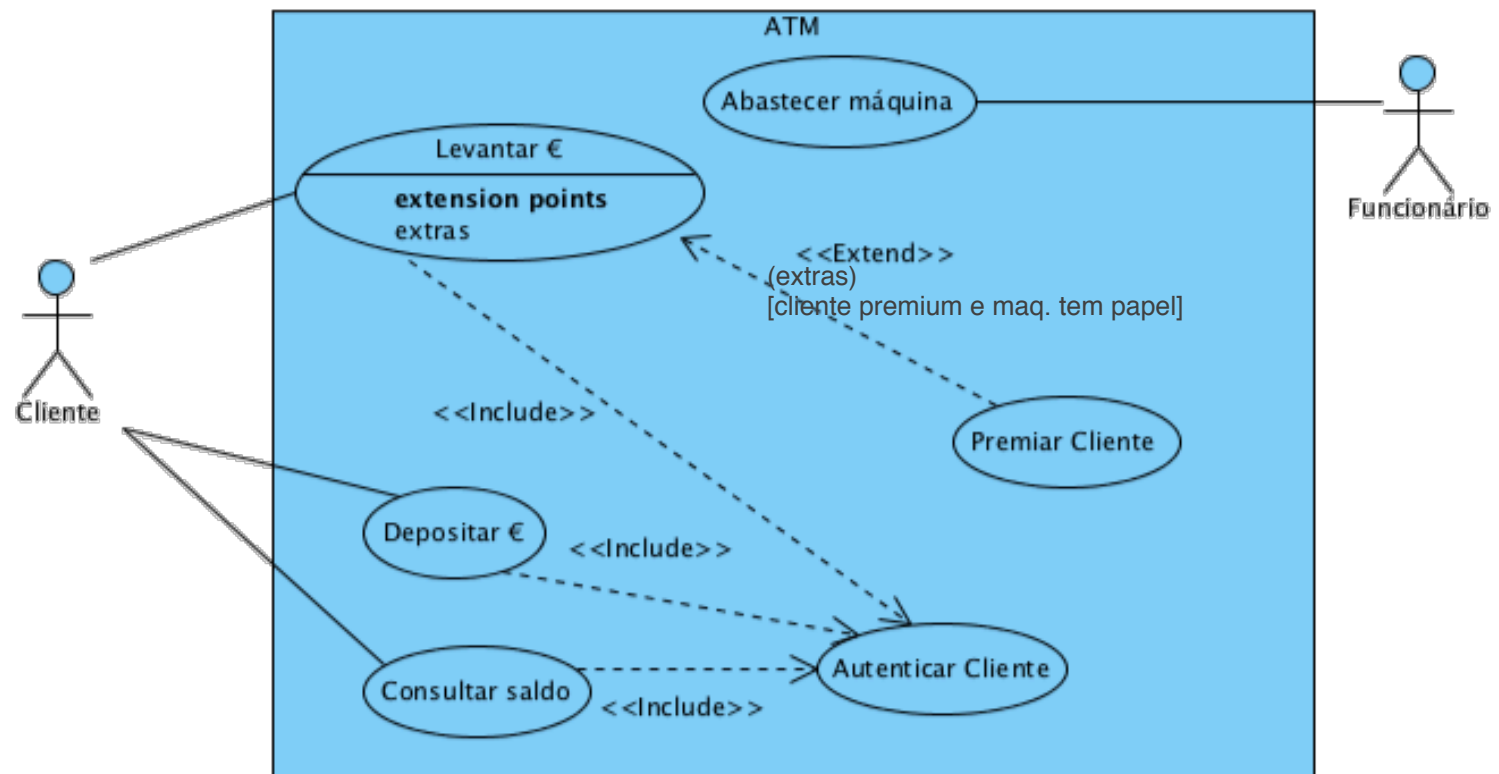 ATM
Abastecer máquina
Levantar €
extension points
extras
Funcionário
<<Extend>>
(extras)
[cliente premium e maq. tem papel]
Cliente
<<Include>>
Premiar Cliente
Depositar €
<<Include>>
Autenticar Cliente
Consultar saldo
<<Include>>